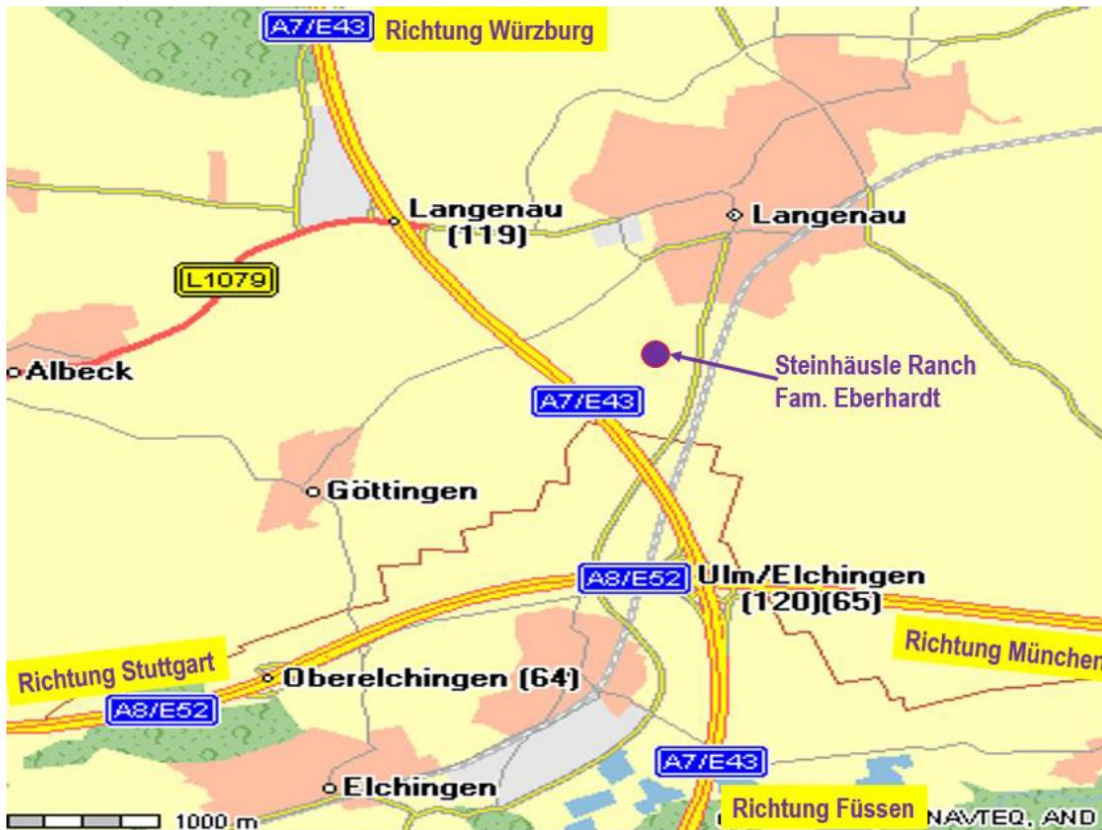 A7/E43
Richtung Würzburg
Langenau
(119)
Langenau
L1079
Albeck
Steinhäusle Ranch
Fam. Eberhardt
A7/E43
Göttingen
A8/E52
Ulm/Elchingen
(120)(65)
Richtung München
Richtung Stuttgart
Oberelchingen (64)
A8/E52
A7/E43
Elchingen
Richtung Füssen
1000 m
NAVTEQ, AND